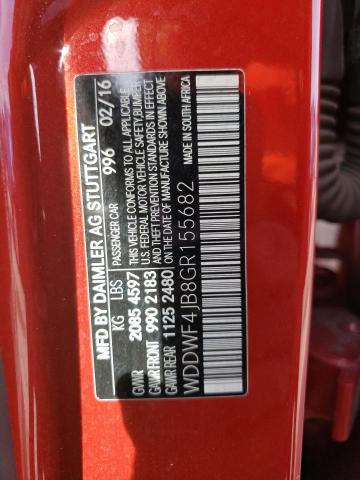 MFD BY DAIMLER AG STUTTGART
PASSENGER CAR 996 02/16
KG LBS
GVWR 2085 4597
GAWR FRONT 990 2183
GAWR REAR 1125 2480
THIS VEHICLE CONFORMS TO ALL APPLICABLE
U.S. FEDERAL MOTOR VEHICLE SAFETY, BUMPER,
AND THEFT PREVENTION STANDARDS IN EFFECT
ON THE DATE OF MANUFACTURE SHOWN ABOVE
WDDWF4JB8GR155682
MADE IN SOUTH AFRICA